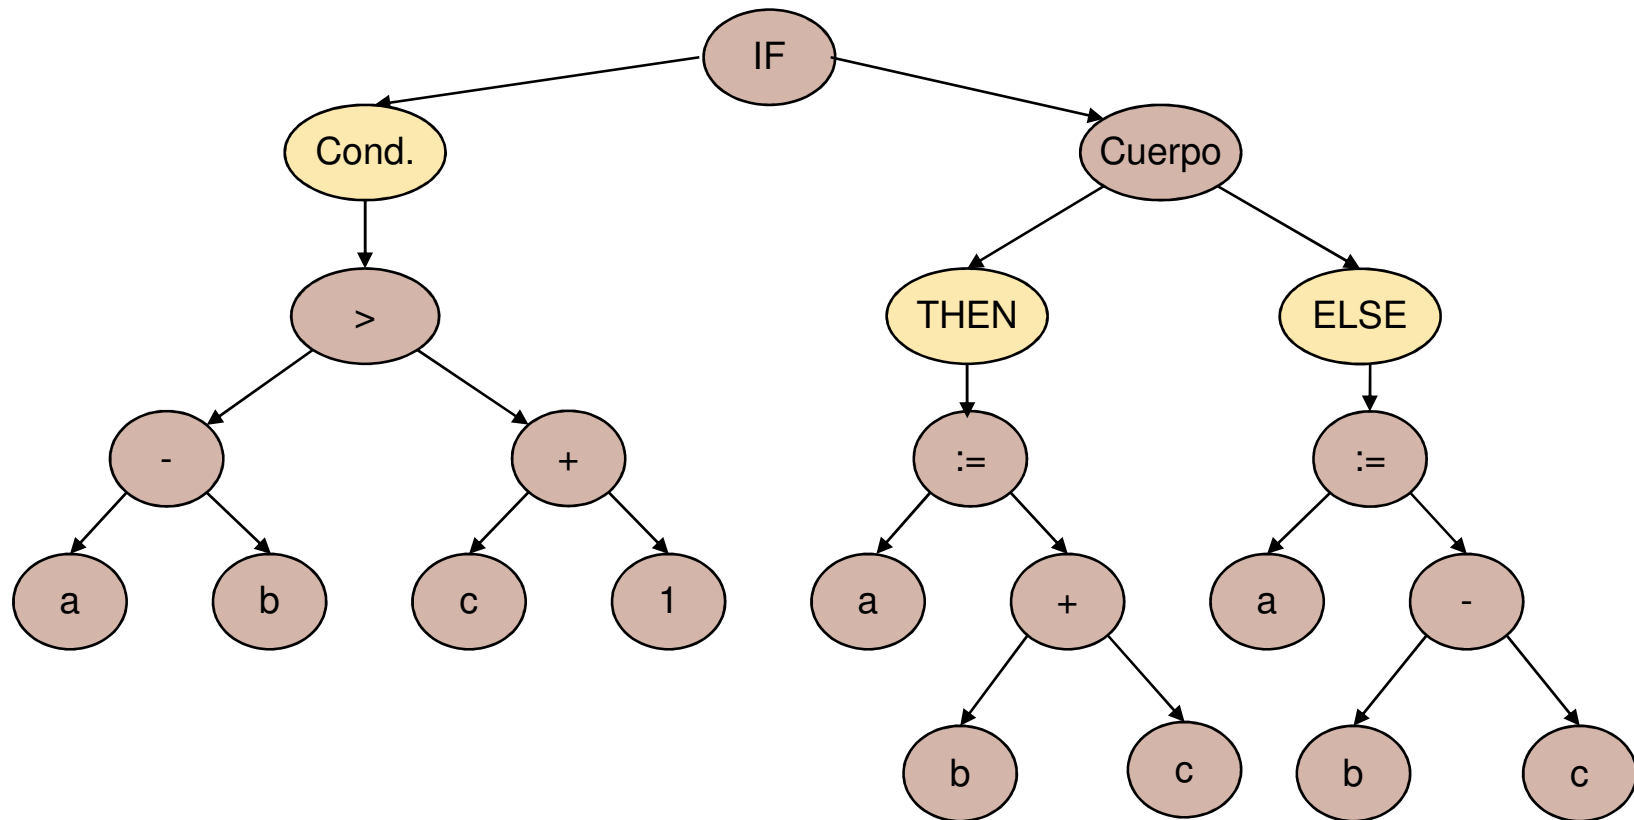 IF
Cond.
Cuerpo
>
THEN
ELSE
-
+
:=
:=
a
b
c
1
a
+
a
-
b
c
b
c